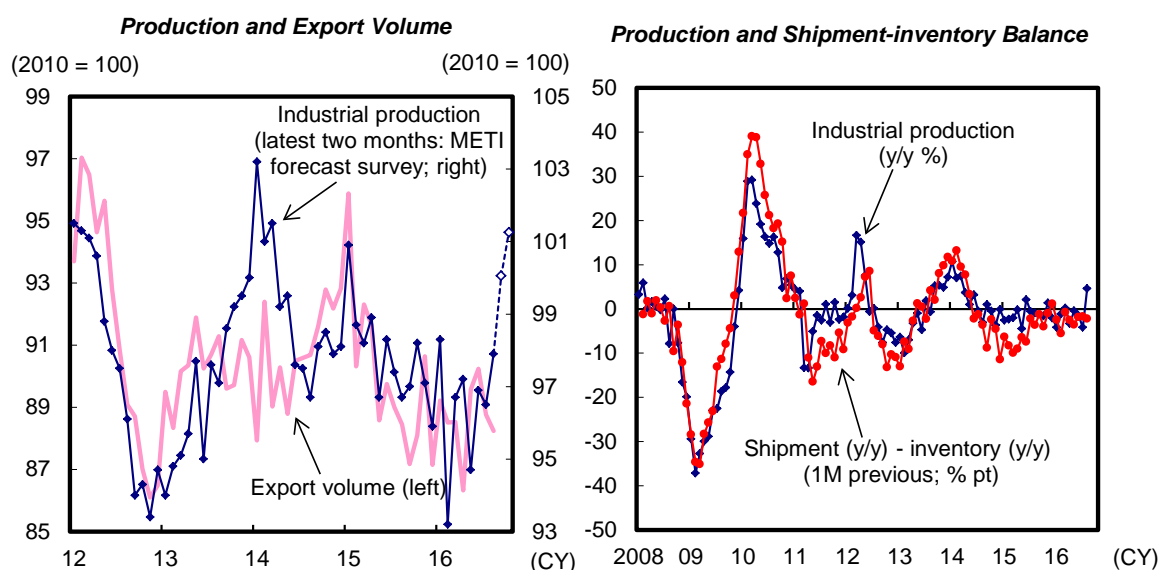 Production and Export Volume
(2010 = 100)
(2010 = 100)
99
97
95
93
91
89
87
85
105
103
101
99
97
95
93
Industrial production
(latest two months: METI
forecast survey; right)
Export volume (left)
12
13
14
15
16
(CY)
Production and Shipment-inventory Balance
50
40
30
20
10
0
-10
-20
-30
-40
-50
Industrial production
(y/y %)
Shipment (y/y) - inventory (y/y)
(1M previous; % pt)
2008
09
10
11
12
13
14
15
16
(CY)